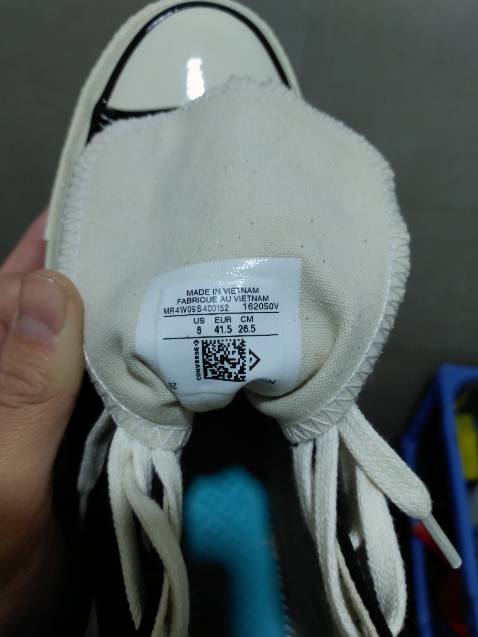 MADE IN VIETNAM
FABRIQUE AU VIETNAM
MR4W09S400152 162050V
US EUR CM
8 41.5 26.5
CONVERSE